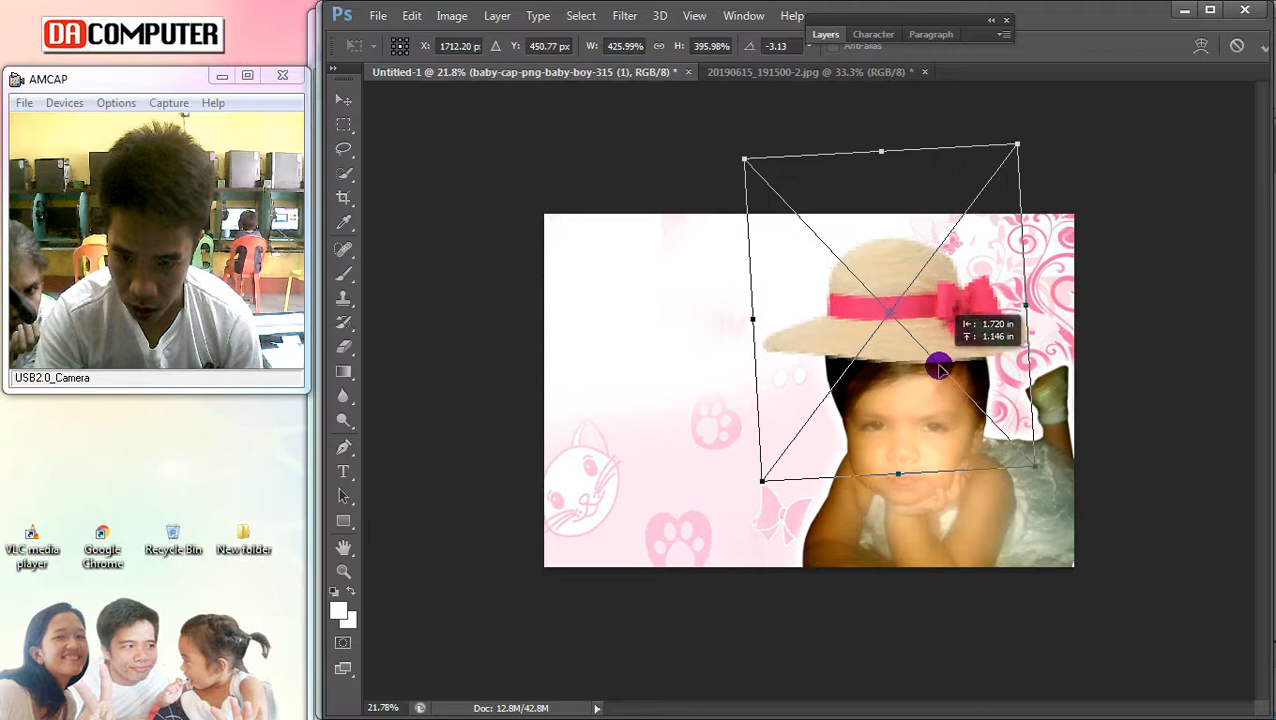 DA COMPUTER
AMCAP
File Devices Options Capture Help
USB2.0_Camera
VLC media player
Google Chrome
Recycle Bin
New folder
Ps File Edit Image Layer Type Select Filter 3D View Window Help
Layers Character Paragraph
X: 1712.20 p: Y: 450.77 px W: 425.99% H: 395.98% -3.13
Anti-alias
Untitled-1 @ 21.8% (baby-cap-png-baby-boy-315 (1), RGB/8) * ×
20190615_191500-2.jpg @ 33.3% (RGB/8) * ×
: 1.720 in
: 1.146 in
21.78% Doc: 12.8M/42.8M